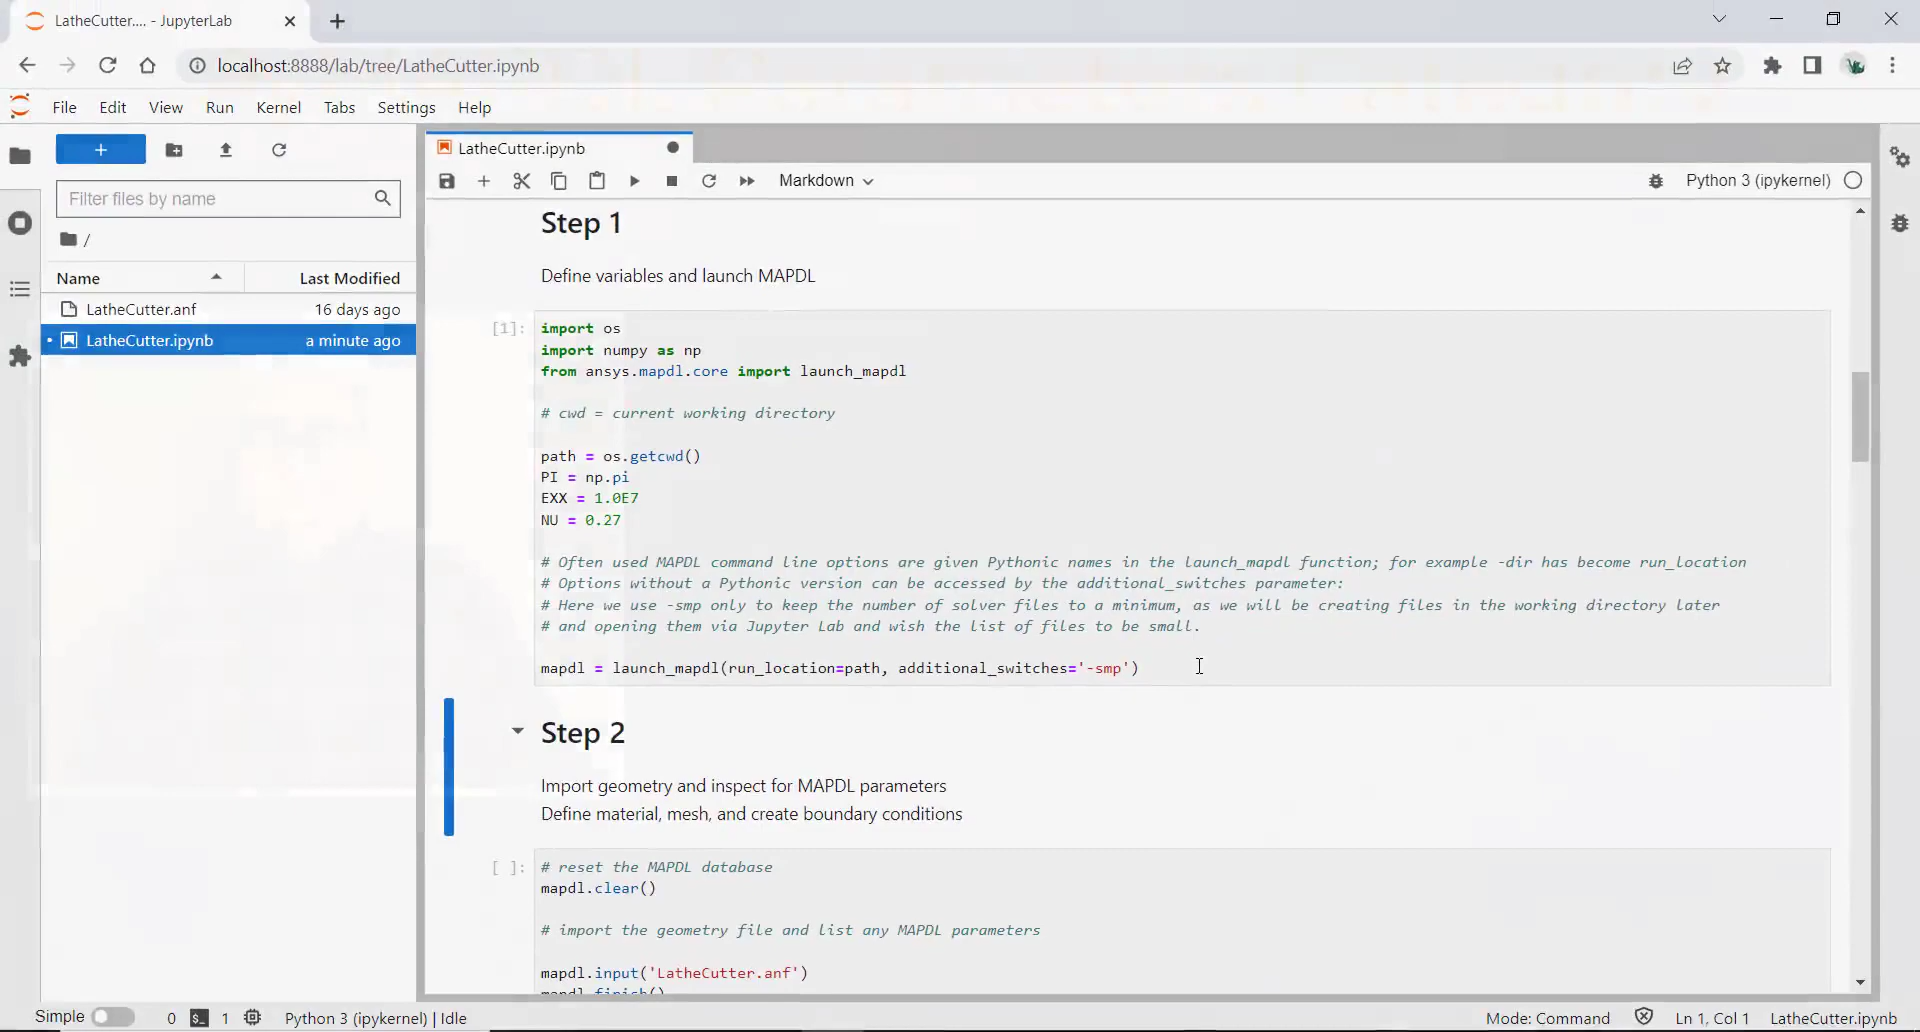 LatheCutter.... - JupyterLab
localhost:8888/lab/tree/LatheCutter.ipynb
File Edit View Run Kernel Tabs Settings Help
LatheCutter.ipynb
Filter files by name
Markdown
Python 3 (ipykernel)
/
Name Last Modified
LatheCutter.anf 16 days ago
LatheCutter.ipynb a minute ago
Step 1
Define variables and launch MAPDL
[1]:
import os
import numpy as np
from ansys.mapdl.core import launch_mapdl
# cwd = current working directory
path = os.getcwd()
PI = np.pi
EXX = 1.0E7
NU = 0.27
# Often used MAPDL command line options are given Pythonic names in the launch_mapdl function; for example -dir has become run_location
# Options without a Pythonic version can be accessed by the additional_switches parameter:
# Here we use -smp only to keep the number of solver files to a minimum, as we will be creating files in the working directory later
# and opening them via Jupyter Lab and wish the list of files to be small.
mapdl = launch_mapdl(run_location=path, additional_switches='-smp')
Step 2
Import geometry and inspect for MAPDL parameters
Define material, mesh, and create boundary conditions
[ ]:
# reset the MAPDL database
mapdl.clear()
# import the geometry file and list any MAPDL parameters
mapdl.input('LatheCutter.anf')
mapdl.finish()
Simple 0 1 Python 3 (ipykernel) | Idle
Mode: Command Ln 1, Col 1 LatheCutter.ipynb